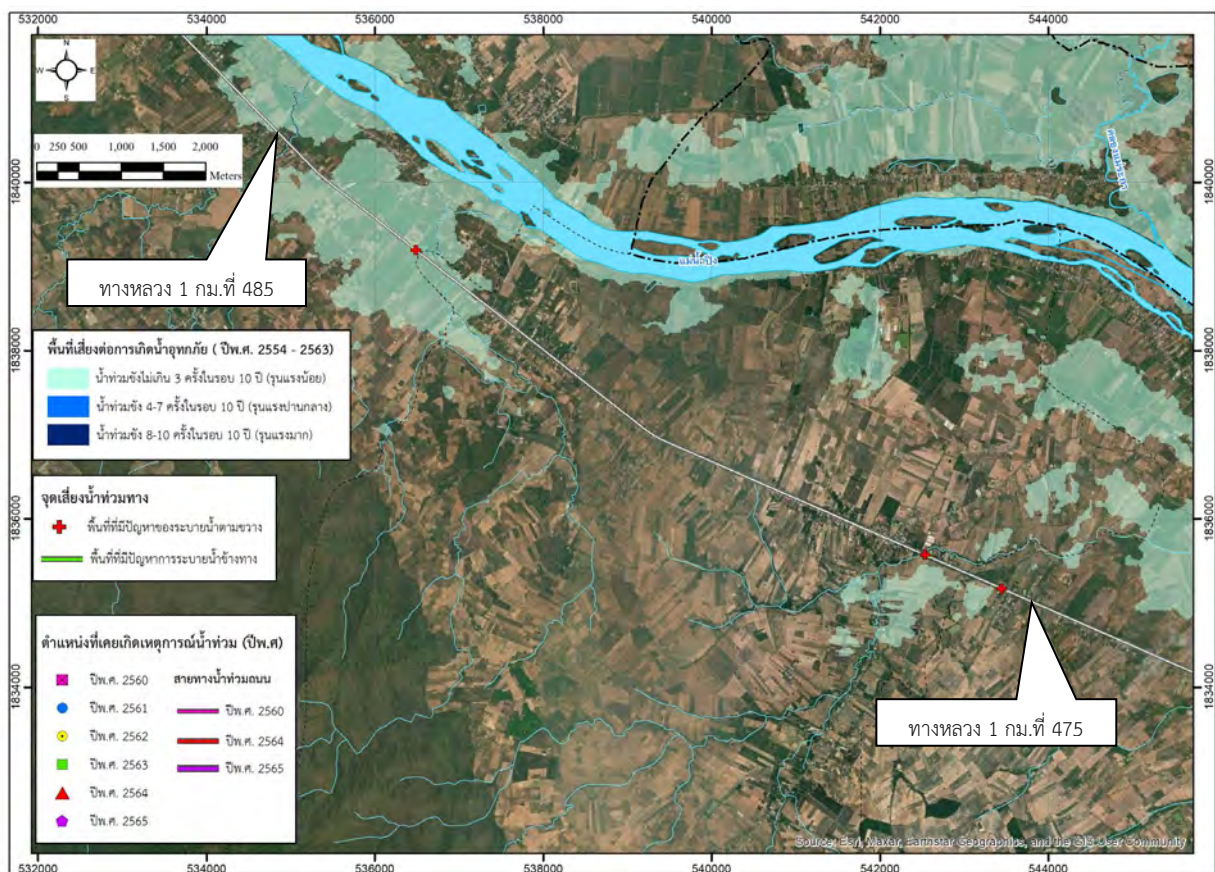 532000 534000 536000 538000 540000 542000 544000
N
W E
S
0 250 500 1,000 1,500 2,000
Meters
1840000
1840000
ทางหลวง 1 กม.ที่ 485
แม่น้ำปิง
1838000
1838000
พื้นที่เสี่ยงต่อการเกิดน้ำอุทกภัย ( ปีพ.ศ. 2554 - 2563)
น้ำท่วมขังไม่เกิน 3 ครั้งในรอบ 10 ปี (รุนแรงน้อย)
น้ำท่วมขัง 4-7 ครั้งในรอบ 10 ปี (รุนแรงปานกลาง)
น้ำท่วมขัง 8-10 ครั้งในรอบ 10 ปี (รุนแรงมาก)
1836000
1836000
จุดเสี่ยงน้ำท่วมทาง
พื้นที่ที่มีปัญหาของระบายน้ำตามขวาง
พื้นที่ที่มีปัญหาการระบายน้ำข้างทาง
1834000
1834000
ตำแหน่งที่เคยเกิดเหตุการณ์น้ำท่วม (ปีพ.ศ)
ปีพ.ศ. 2560 สายทางน้ำท่วมถนน
ปีพ.ศ. 2561 ปีพ.ศ. 2560
ปีพ.ศ. 2562 ปีพ.ศ. 2564
ปีพ.ศ. 2563 ปีพ.ศ. 2565
ปีพ.ศ. 2564
ปีพ.ศ. 2565
ทางหลวง 1 กม.ที่ 475
Source: Esri, Maxar, Earthstar Geographics, and the GIS User Community
532000 534000 536000 538000 540000 542000 544000